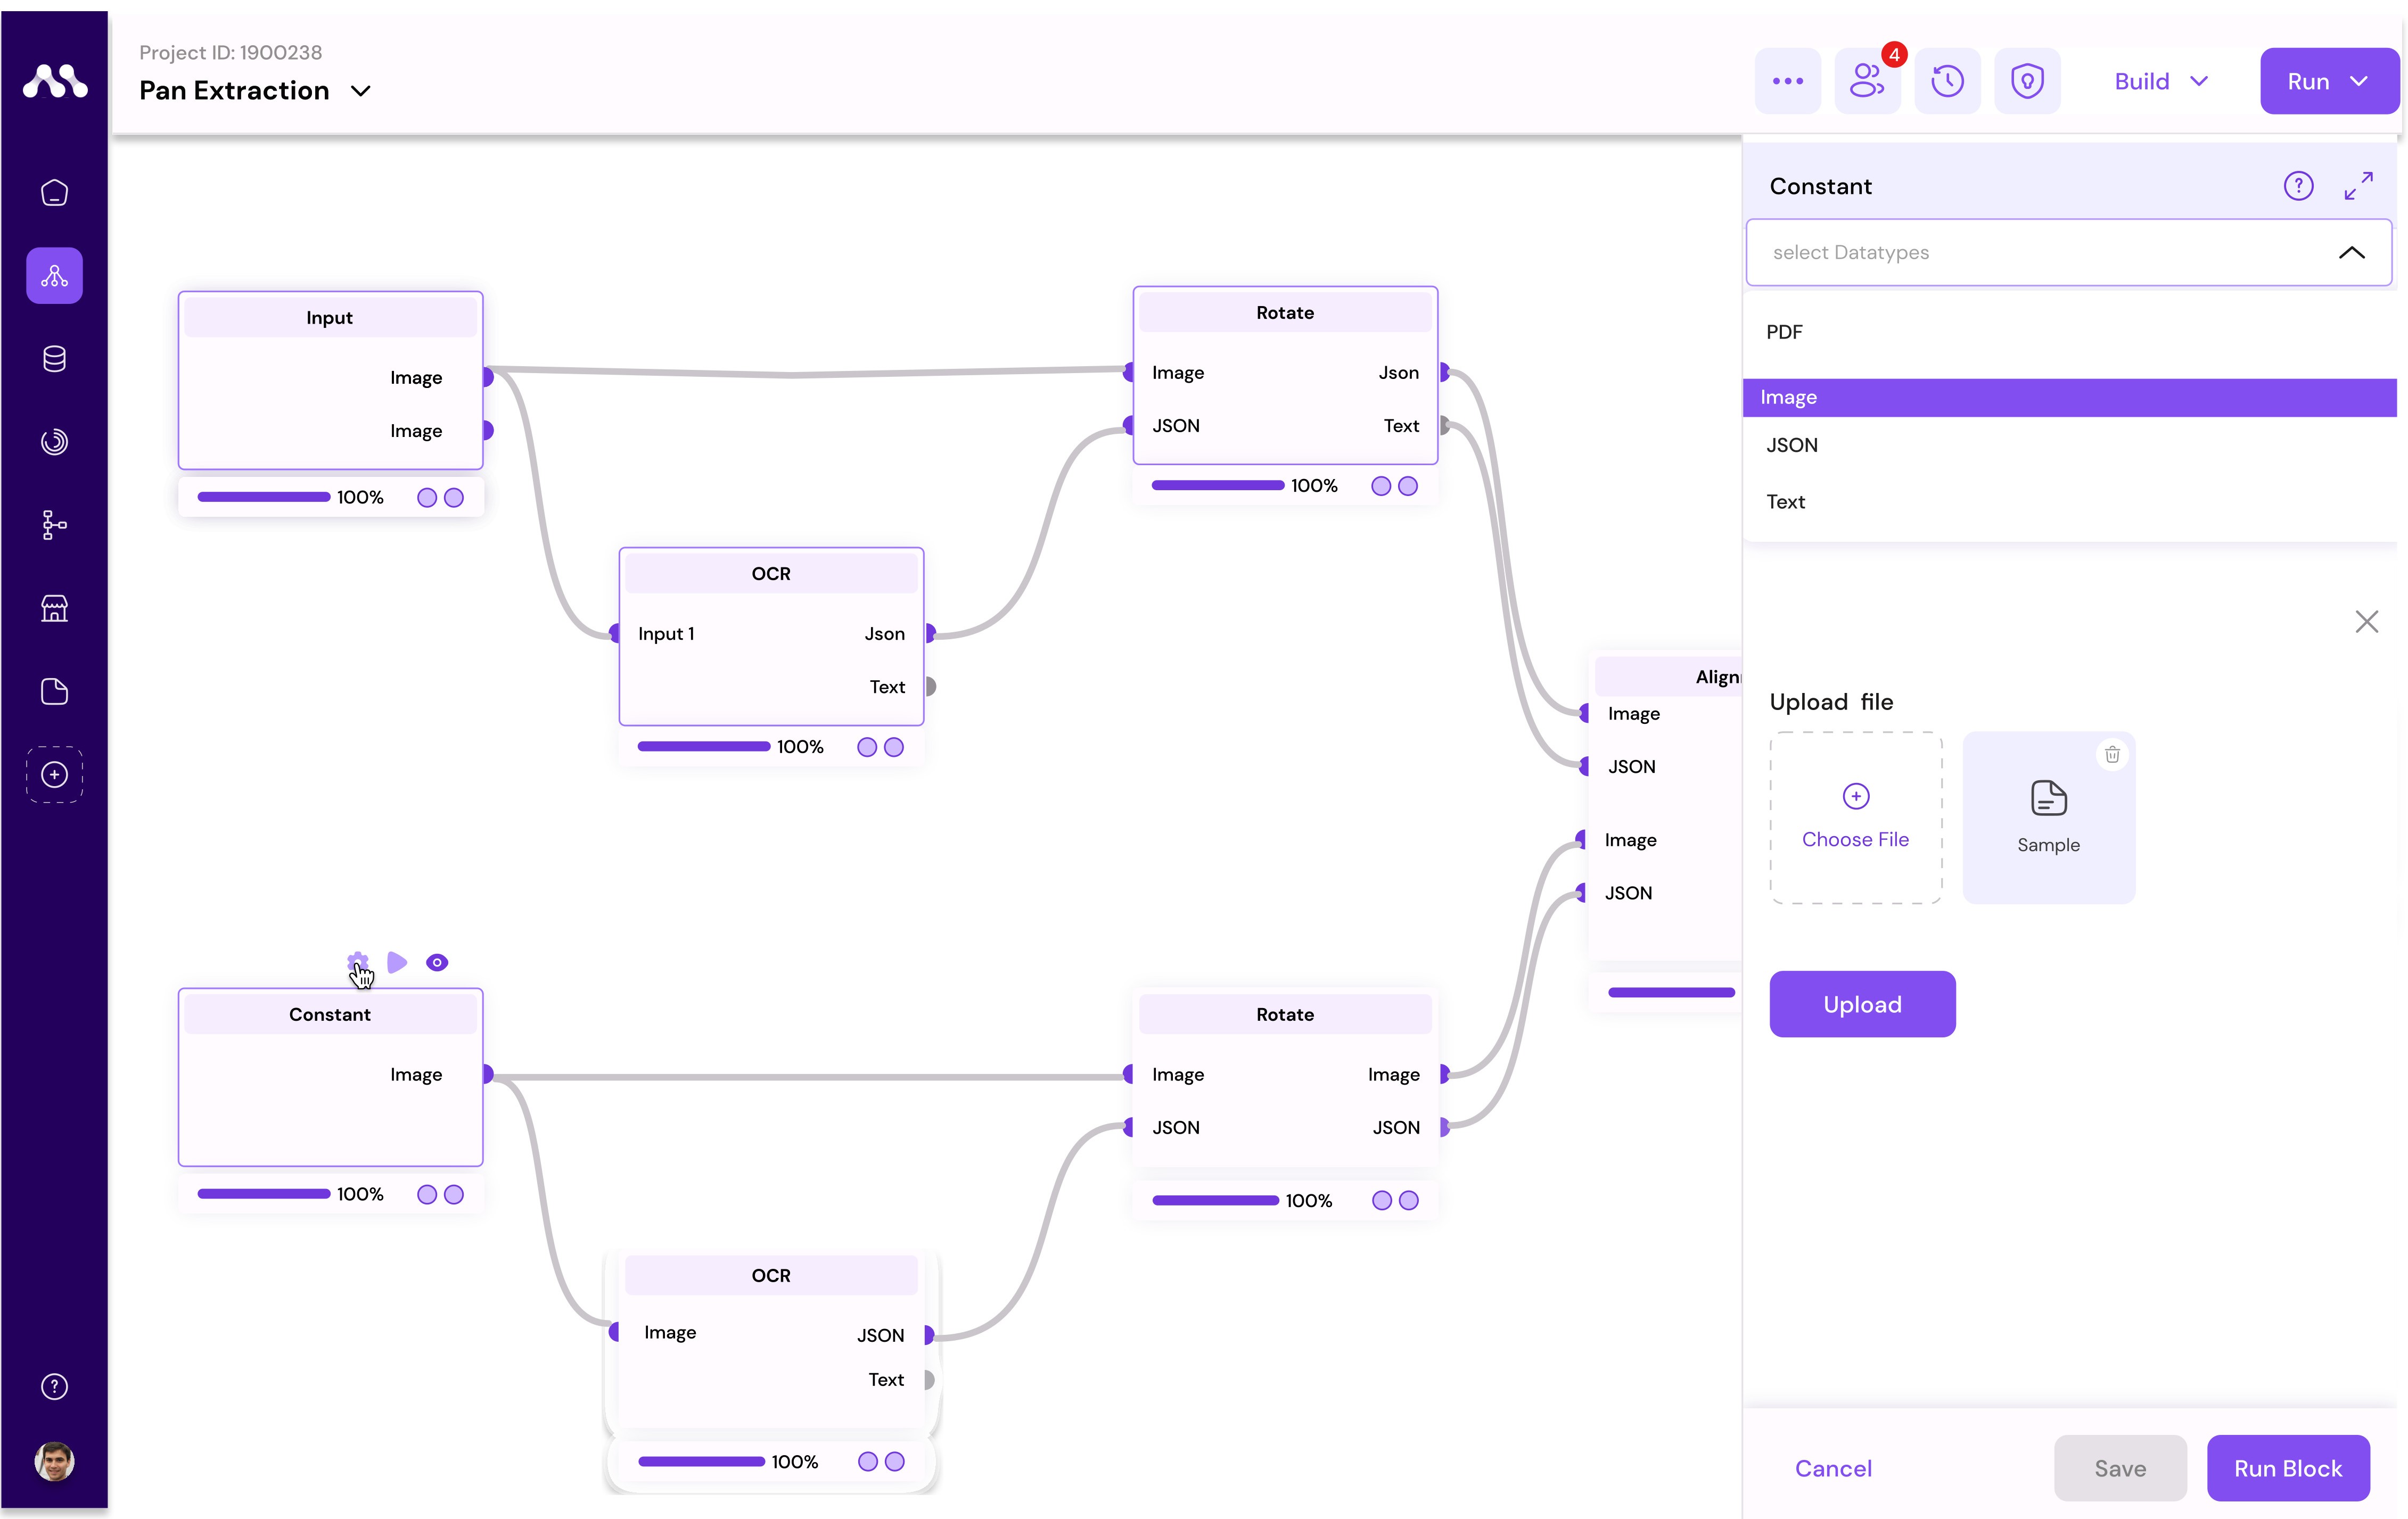 Project ID: 1900238
Pan Extraction
4
Build
Run
Constant
select Datatypes
PDF
Image
JSON
Text
Upload file
Choose File
Sample
Upload
Cancel
Save
Run Block
Input
Image
Image
100%
Rotate
Image Json
JSON Text
100%
OCR
Input 1 Json
Text
100%
Image
JSON
Image
JSON
Constant
Image
100%
Rotate
Image Image
JSON JSON
100%
OCR
Image JSON
Text
100%